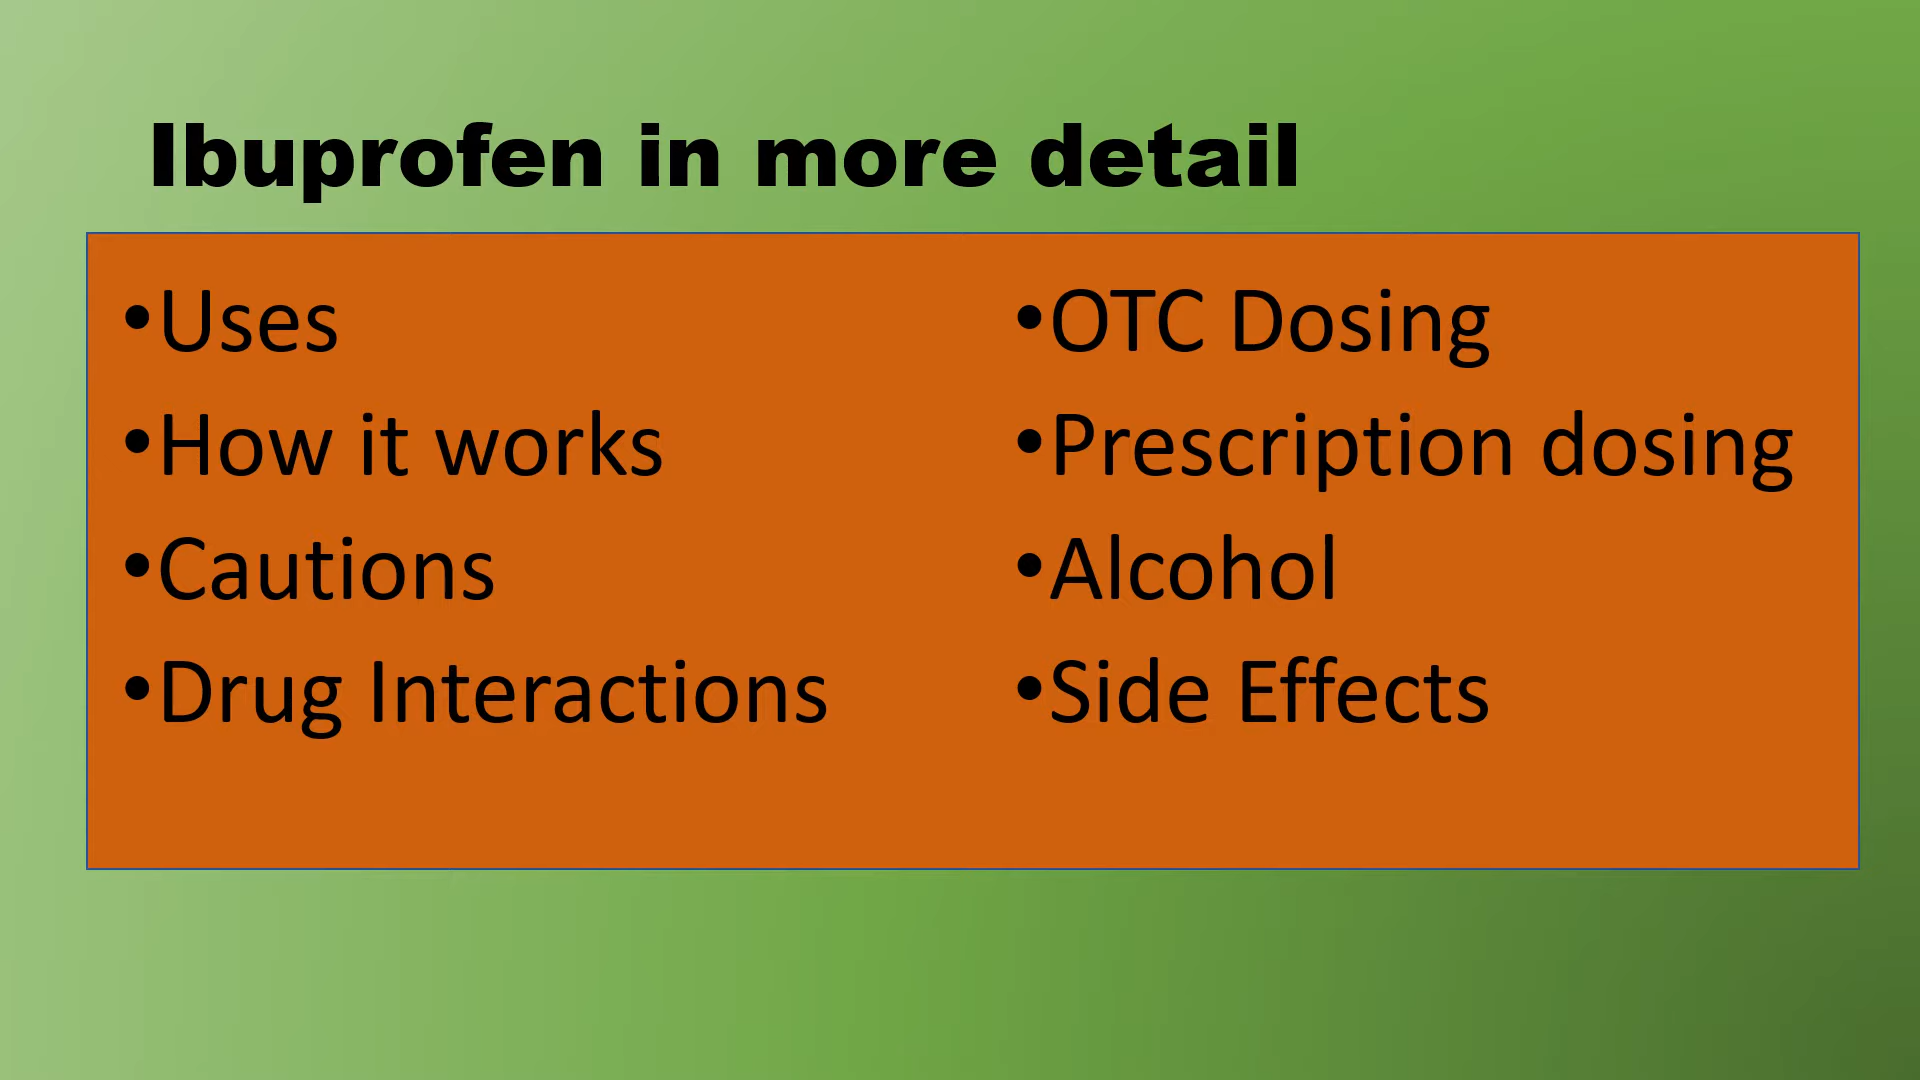 Ibuprofen in more detail
•Uses
•How it works
•Cautions
•Drug Interactions
•OTC Dosing
•Prescription dosing
•Alcohol
•Side Effects